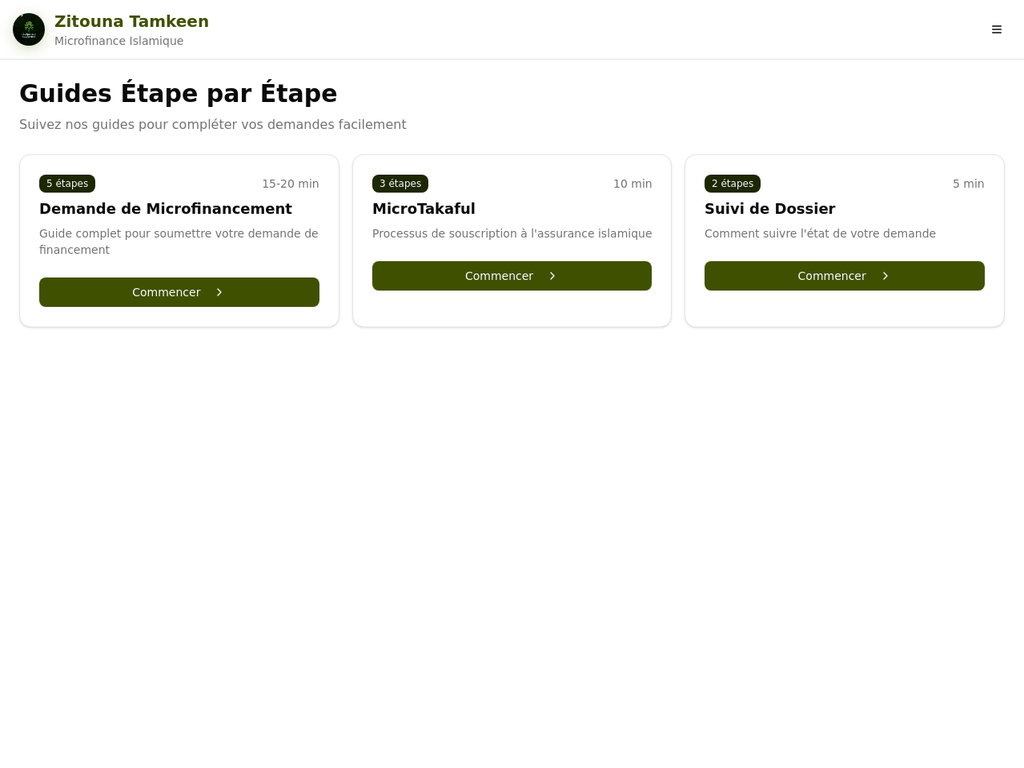 Zitouna Tamkeen
Microfinance Islamique
Guides Étape par Étape
Suivez nos guides pour compléter vos demandes facilement
5 étapes
15-20 min
Demande de Microfinancement
Guide complet pour soumettre votre demande de
financement
Commencer
3 étapes
10 min
MicroTakaful
Processus de souscription à l'assurance islamique
Commencer
2 étapes
5 min
Suivi de Dossier
Comment suivre l'état de votre demande
Commencer